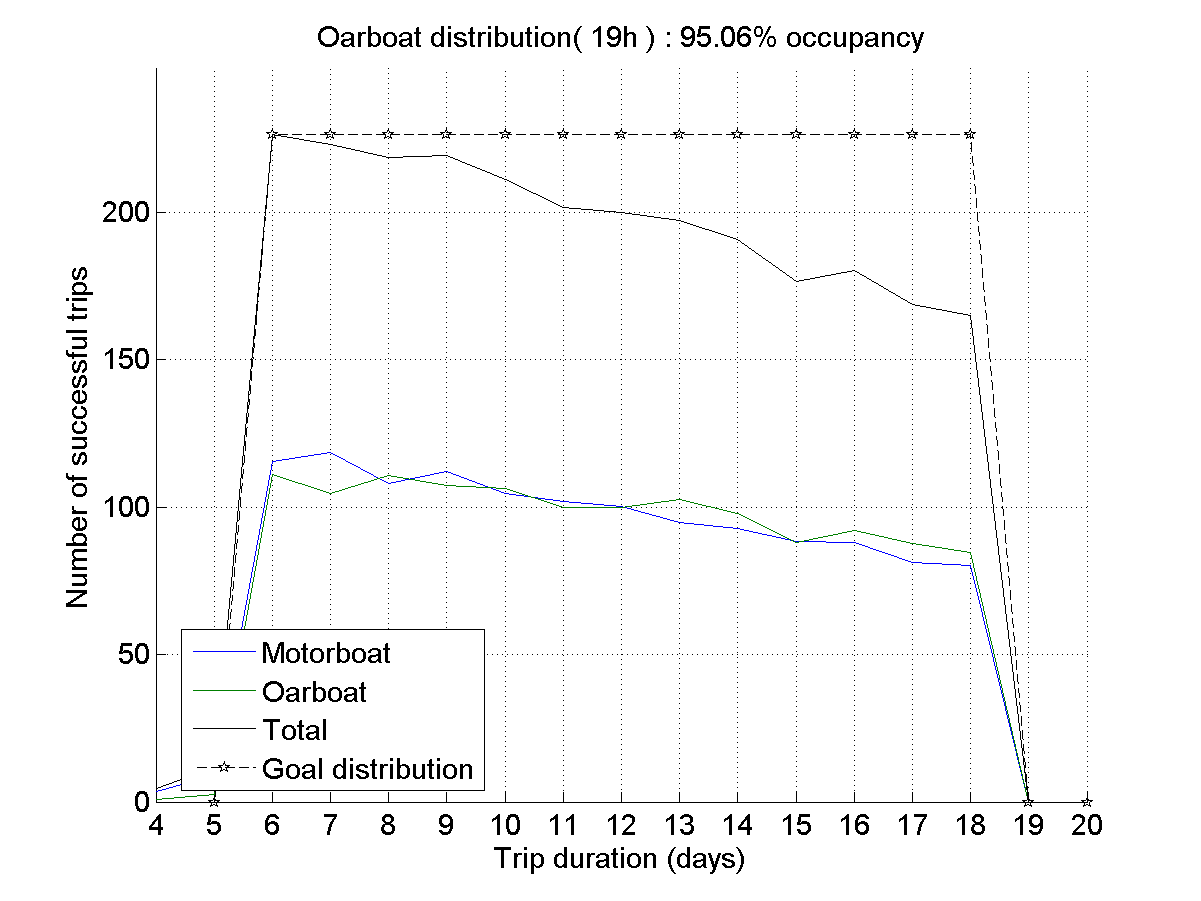 Oarboat distribution( 19h ) : 95.06% occupancy
Number of successful trips
200
150
100
50
0
Motorboat
Oarboat
Total
Goal distribution
4 5 6 7 8 9 10 11 12 13 14 15 16 17 18 19 20
Trip duration (days)